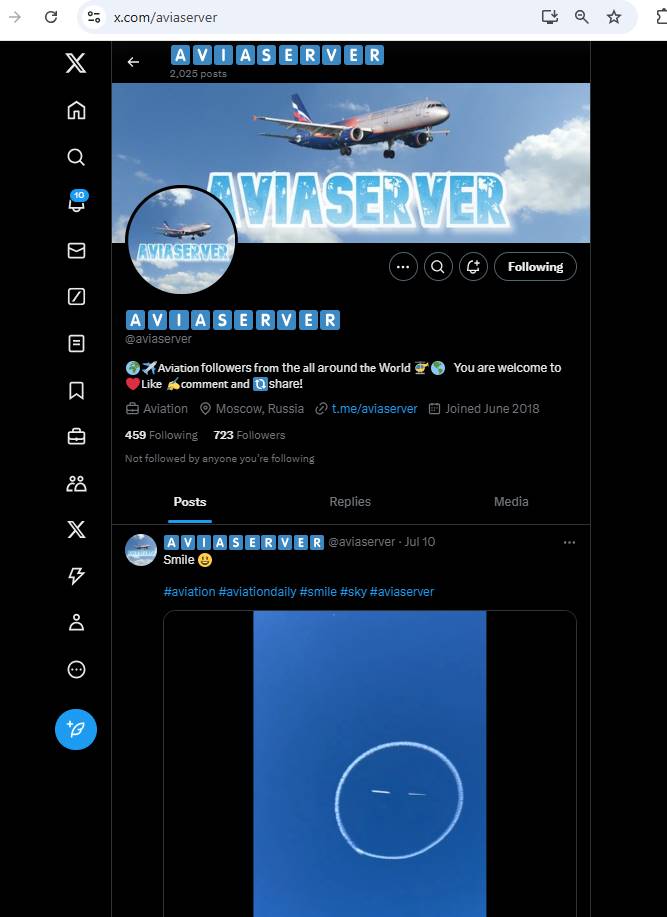 x.com/aviaserver
AVIASERVER
2,025 posts
AVIASERVER
AVIASERVER
10
Following
AVIASERVER
@aviaserver
🌍✈️Aviation followers from the all around the World 🚁🌎 You are welcome to
❤️Like ✍️comment and 🔃share!
Aviation Moscow, Russia t.me/aviaserver Joined June 2018
459 Following 723 Followers
Not followed by anyone you're following
Posts Replies Media
AVIASERVER @aviaserver · Jul 10
Smile 😃
#aviation #aviationdaily #smile #sky #aviaserver